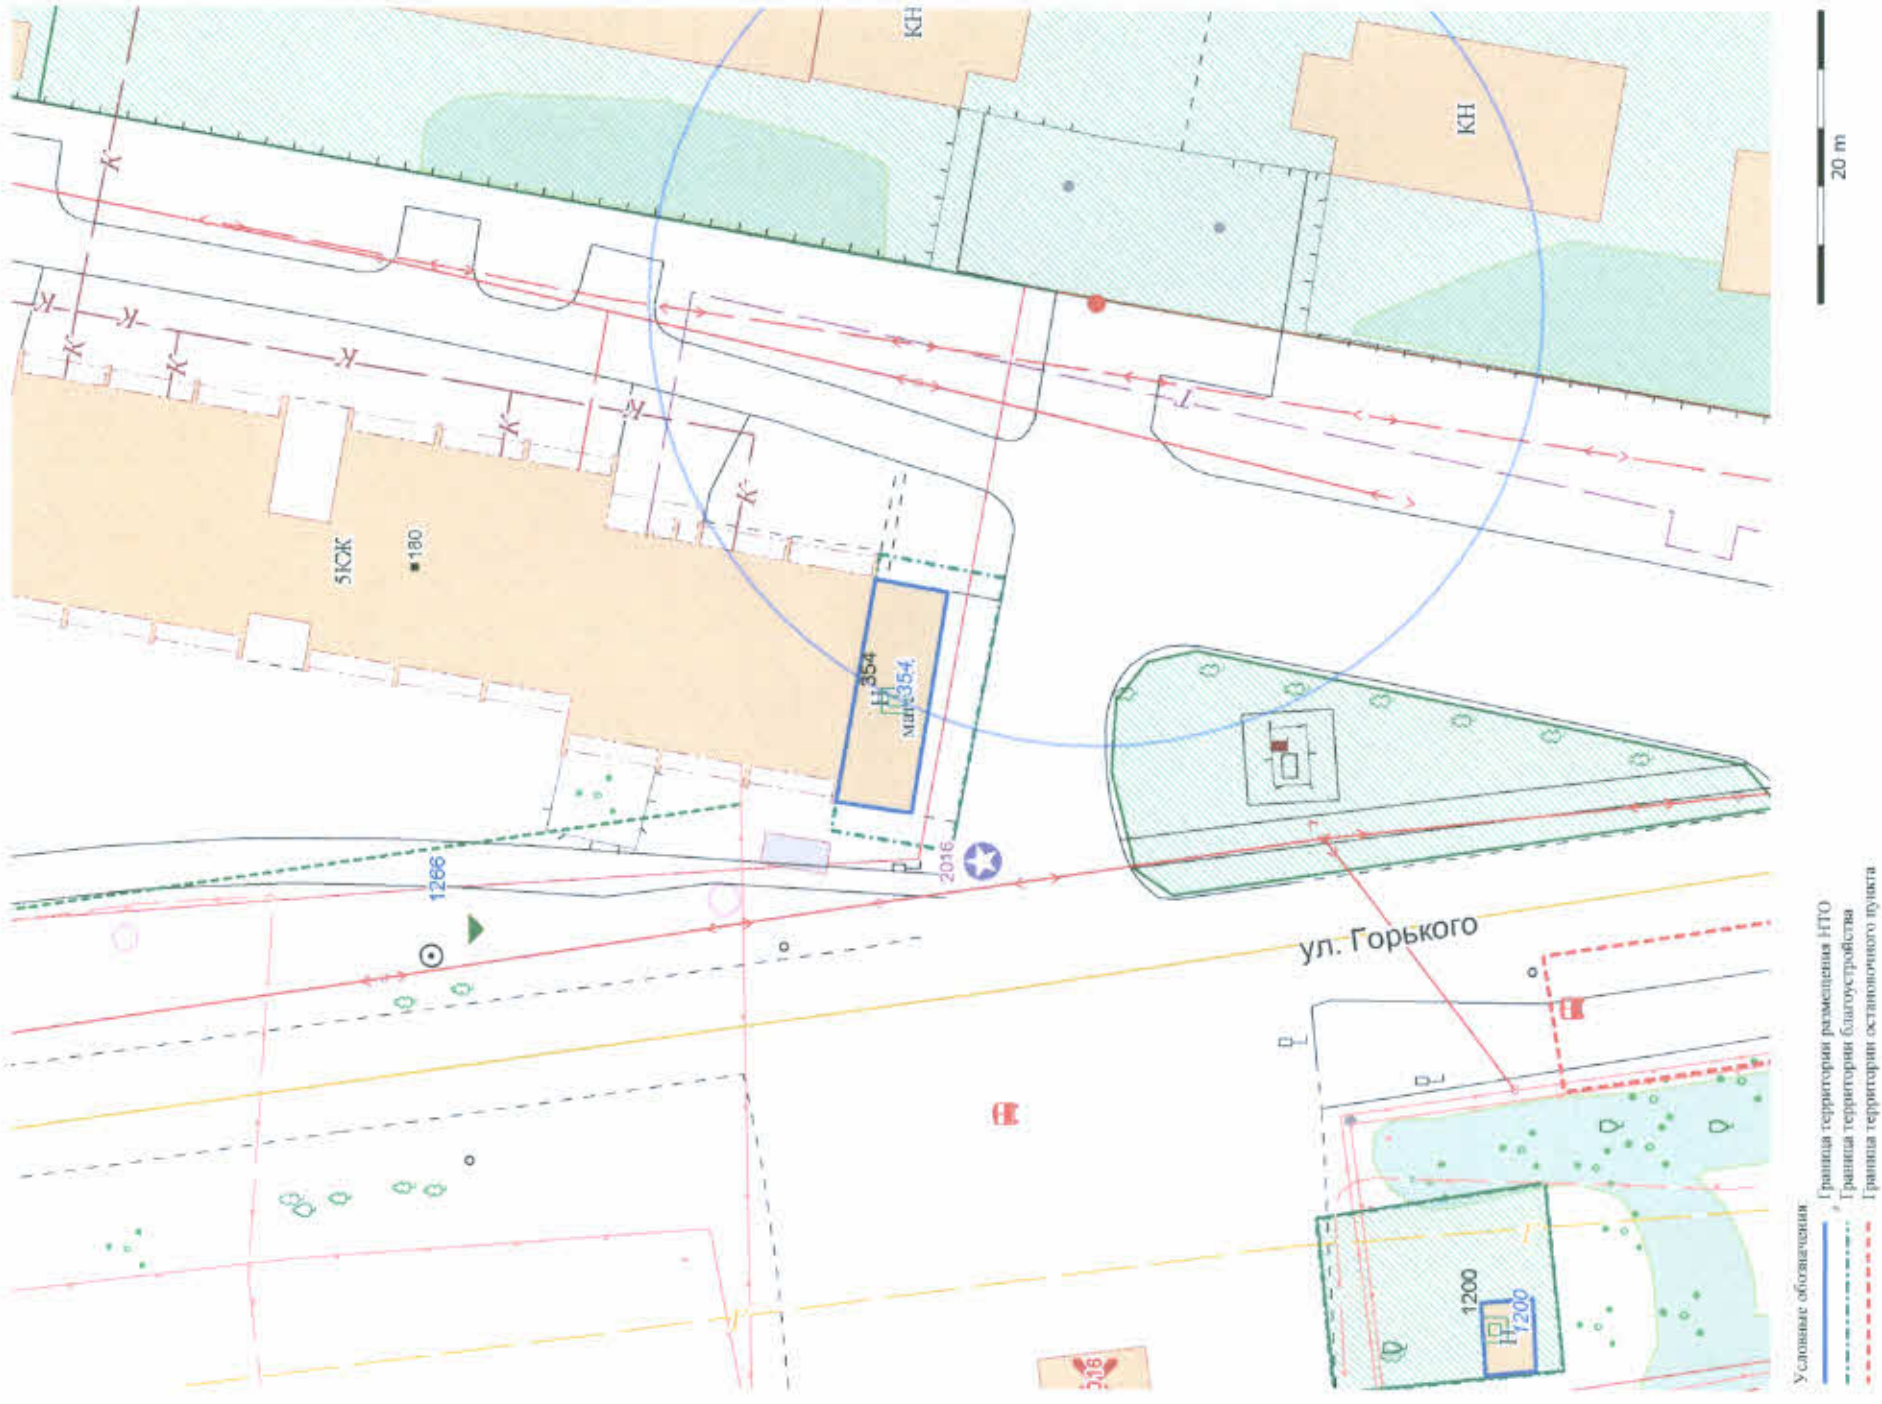 КН
КН
20 m
К
К
К
К
К
К
К
К
К
К
5КЖ
180
Т
354
Н
354
маг
1266
2016
ул. Горького
1200
1200
Н
Условные обозначения
Граница территории размещения НТО
Граница территории благоустройства
Граница территории остановочного пункта